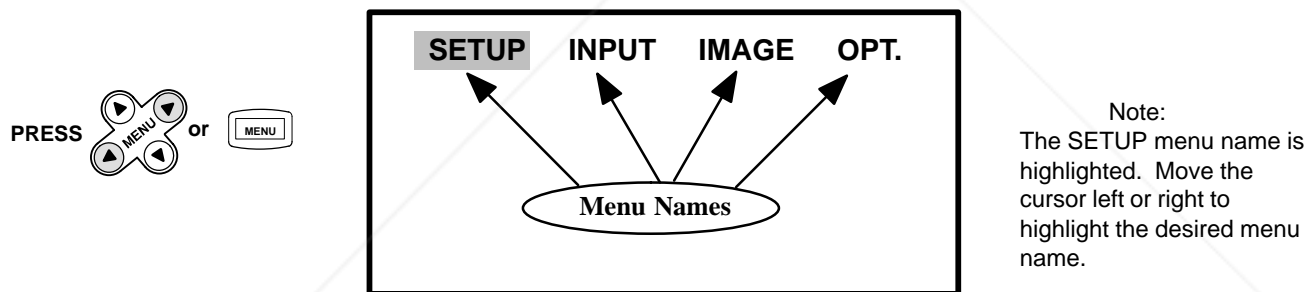 PRESS MENU or MENU
SETUP INPUT IMAGE OPT.
Menu Names
Note:
The SETUP menu name is
highlighted. Move the
cursor left or right to
highlight the desired menu
name.